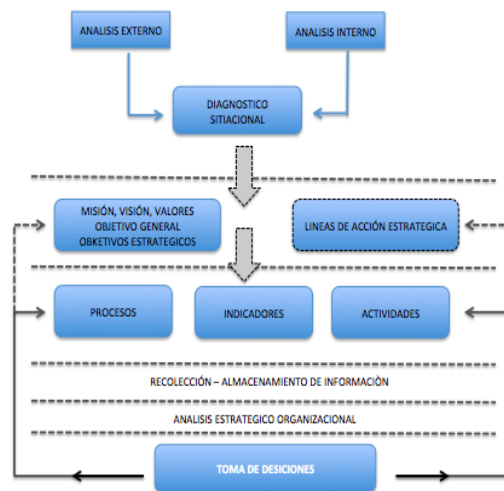 ANALISIS EXTERNO
ANALISIS INTERNO
DIAGNOSTICO
SITIACIONAL
MISIÓN, VISIÓN, VALORES
OBJETIVO GENERAL
OBKETIVOS ESTRATEGICOS
LINEAS DE ACCIÓN ESTRATEGICA
PROCESOS
INDICADORES
ACTIVIDADES
RECOLECCIÓN – ALMACENAMIENTO DE INFORMACIÒN
ANALISIS ESTRATEGICO ORGANIZACIONAL
TOMA DE DESICIONES